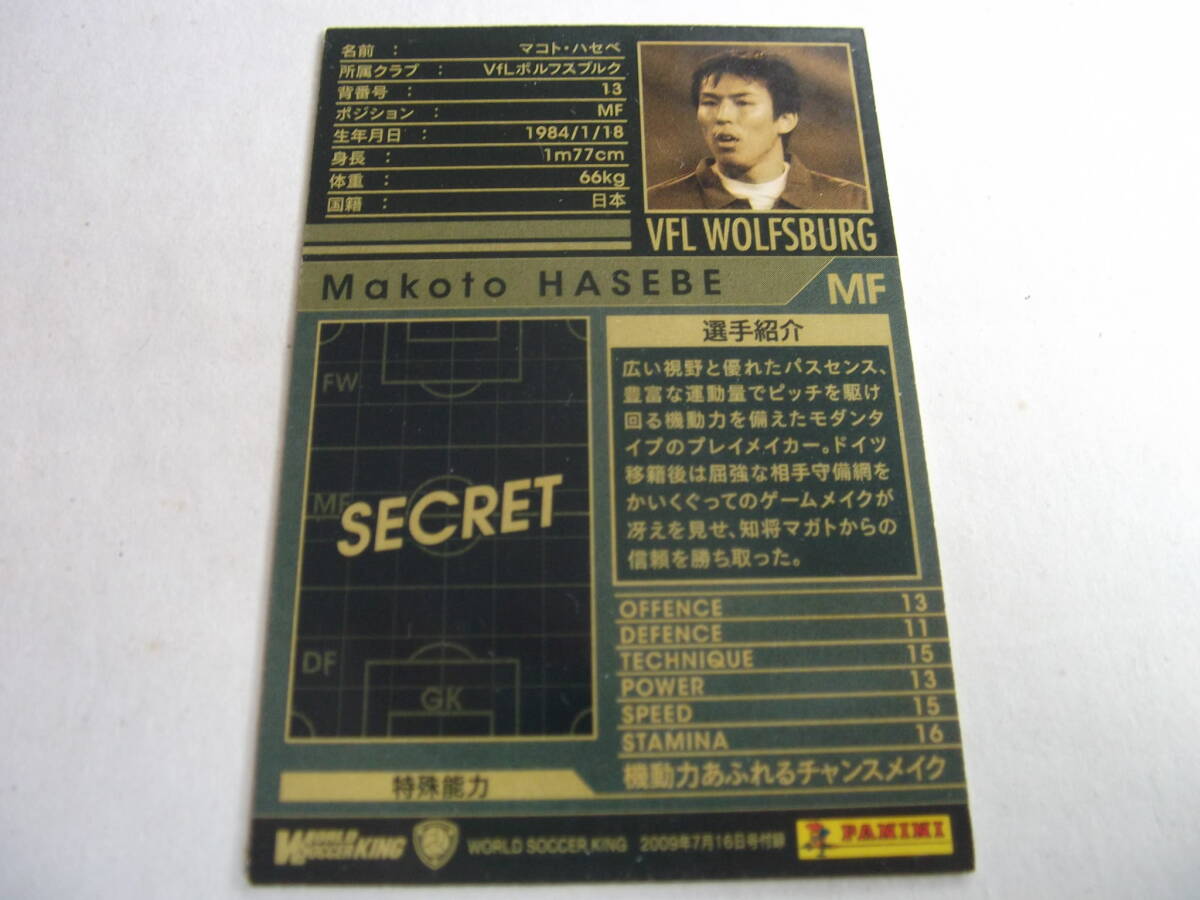 名前 : マコト・ハセベ
所属クラブ : VfLボルフスブルク
背番号 : 13
ポジション : MF
生年月日 : 1984/1/18
身長 : 1m77cm
体重 : 66kg
国籍 : 日本
VFL WOLFSBURG
Makoto HASEBE
MF
FW
MF
SECRET
DF
GK
選手紹介
広い視野と優れたパスセンス、
豊富な運動量でピッチを駆け
回る機動力を備えたモダンタ
イプのプレイメイカー。ドイツ
移籍後は屈強な相手守備網を
かいくぐってのゲームメイクが
冴えを見せ、知将マガトからの
信頼を勝ち取った。
OFFENCE 13
DEFENCE 11
TECHNIQUE 15
POWER 13
SPEED 15
STAMINA 16
特殊能力
機動力あふれるチャンスメイク
WORLD SOCCER KING
WORLD SOCCER KING 2009年7月16日号付録
PANINI